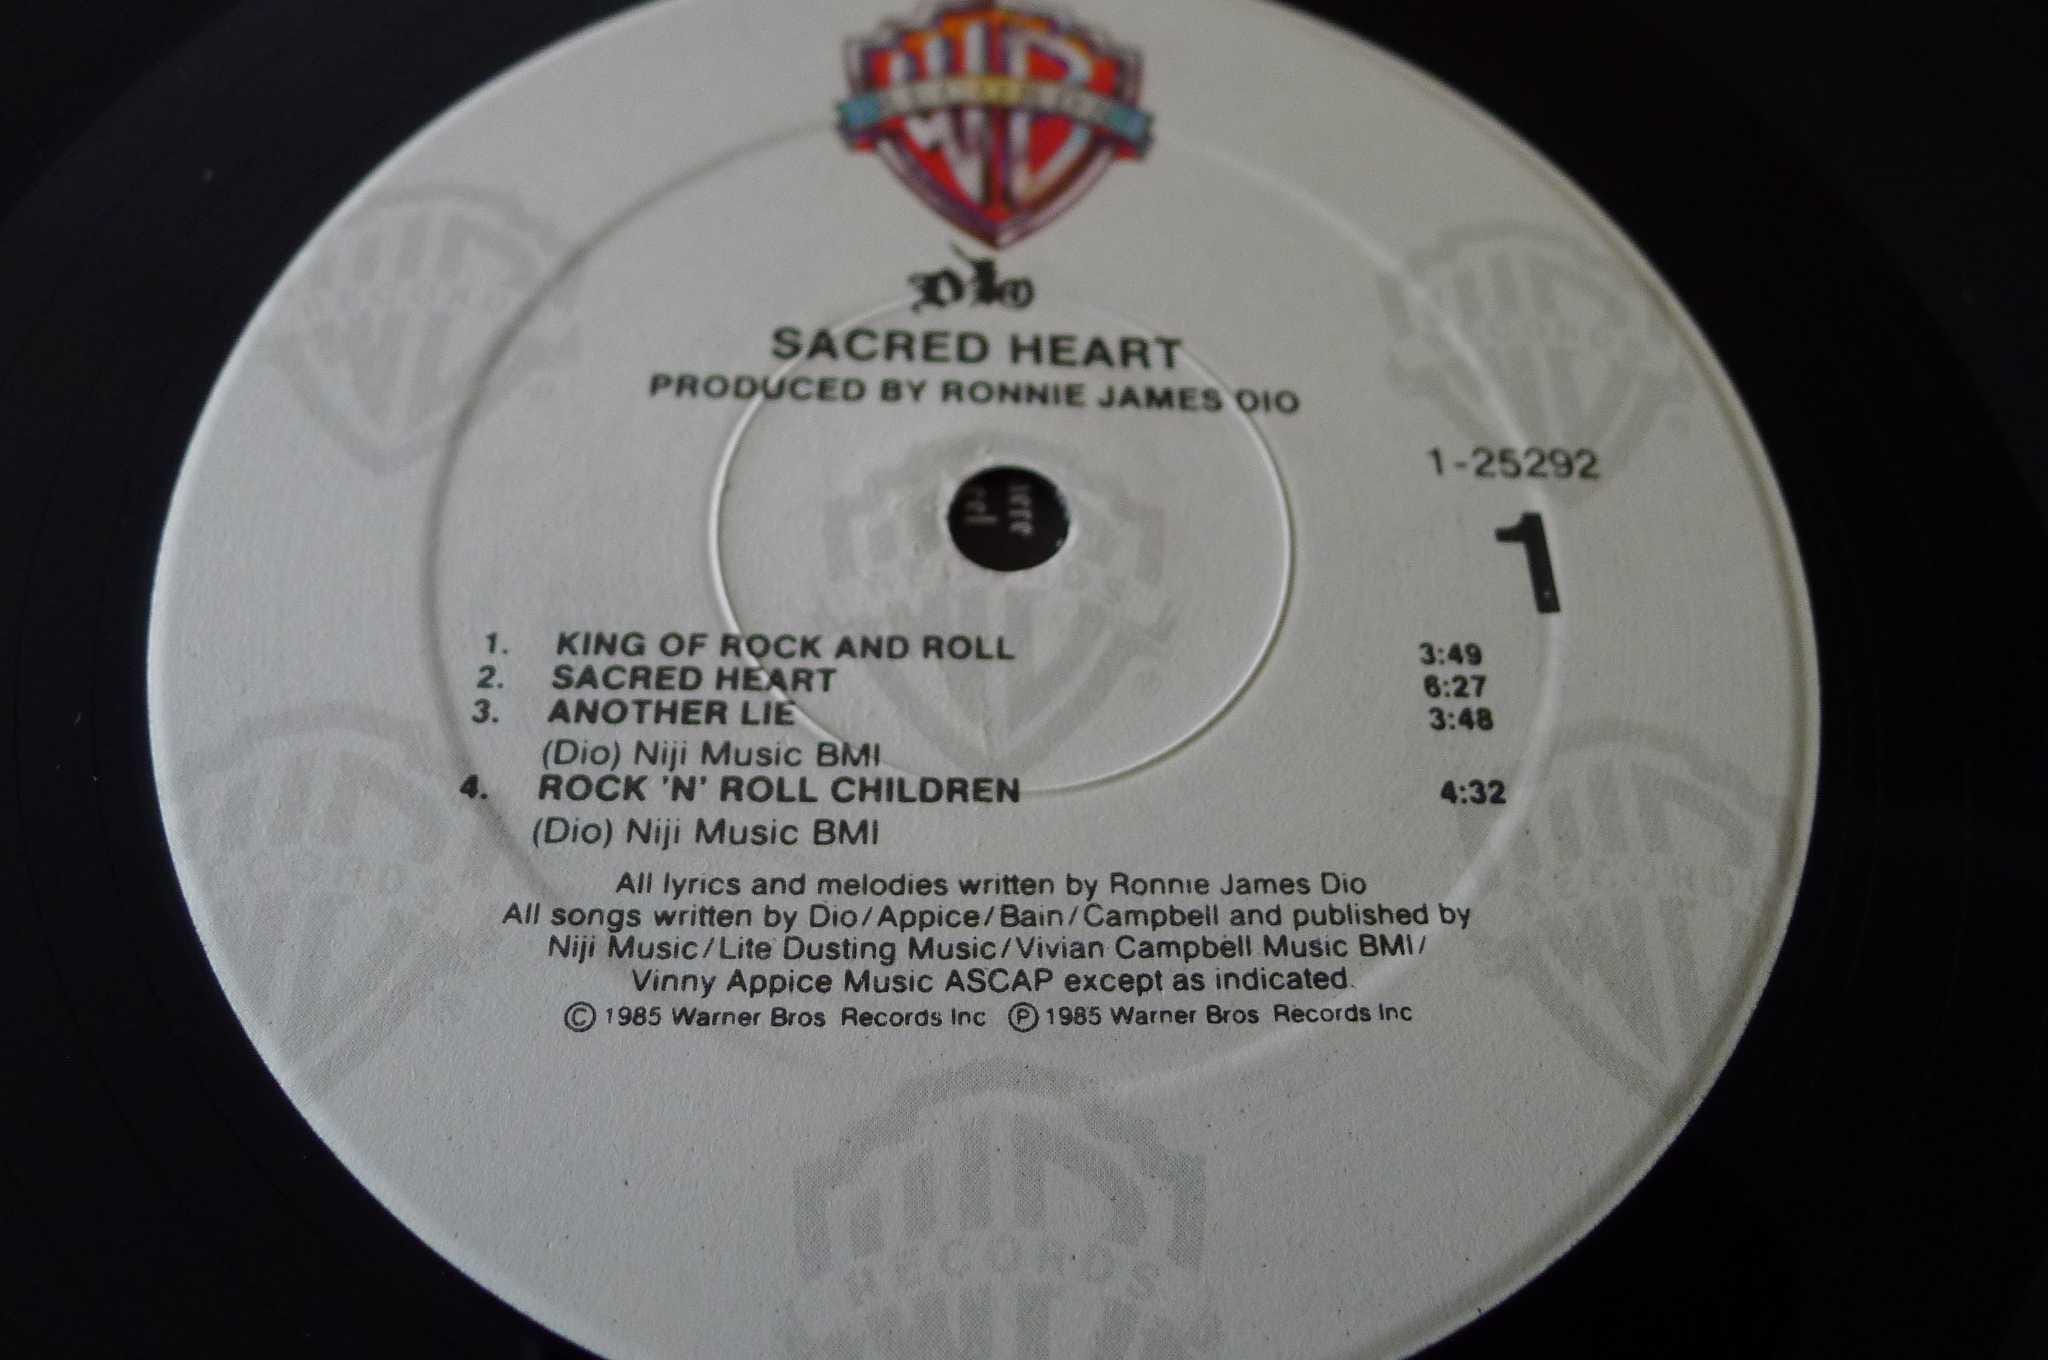 DIO
SACRED HEART
PRODUCED BY RONNIE JAMES DIO
1-25292
1
1. KING OF ROCK AND ROLL 3:49
2. SACRED HEART 6:27
3. ANOTHER LIE 3:48
(Dio) Niji Music BMI
4. ROCK 'N' ROLL CHILDREN 4:32
(Dio) Niji Music BMI
All lyrics and melodies written by Ronnie James Dio
All songs written by Dio/Appice/Bain/Campbell and published by
Niji Music/Lite Dusting Music/Vivian Campbell Music BMI/
Vinny Appice Music ASCAP except as indicated.
© 1985 Warner Bros Records Inc ℗ 1985 Warner Bros Records Inc
RECORDS